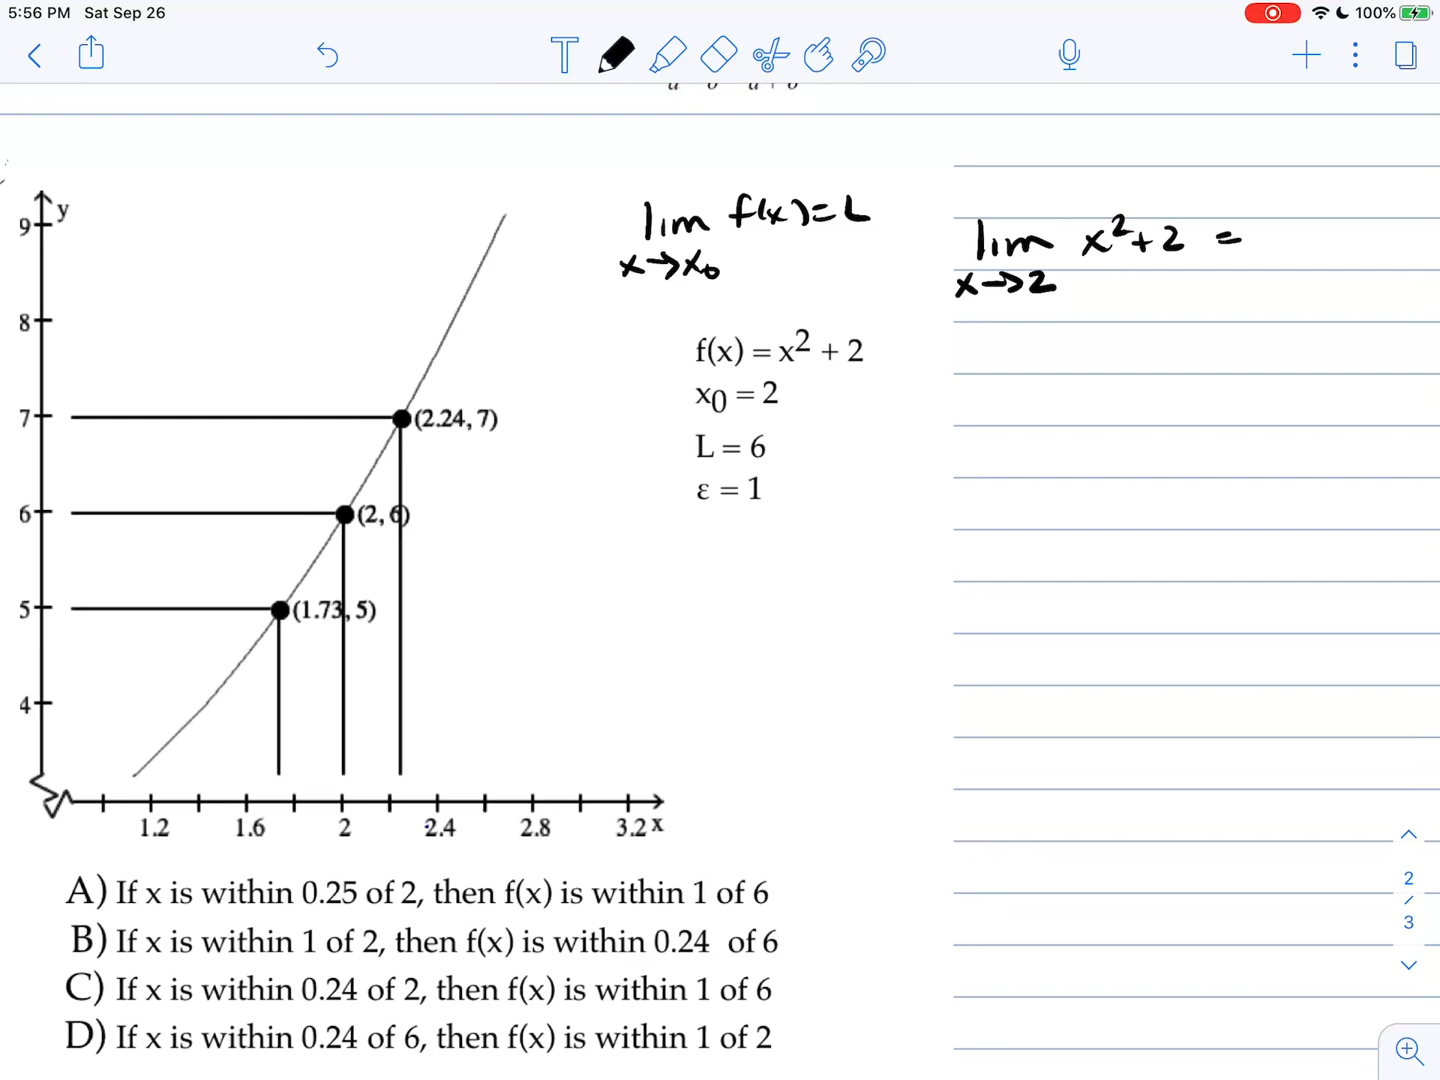 5:56 PM Sat Sep 26
100%
T
y
9
8
7
6
5
4
(2.24, 7)
(2, 6)
(1.73, 5)
1.2 1.6 2 2.4 2.8 3.2 x
lim f(x) = L
x→x₀
f(x) = x² + 2
x₀ = 2
L = 6
ε = 1
lim x² + 2 =
x→2
A) If x is within 0.25 of 2, then f(x) is within 1 of 6
B) If x is within 1 of 2, then f(x) is within 0.24 of 6
C) If x is within 0.24 of 2, then f(x) is within 1 of 6
D) If x is within 0.24 of 6, then f(x) is within 1 of 2
2
/
3